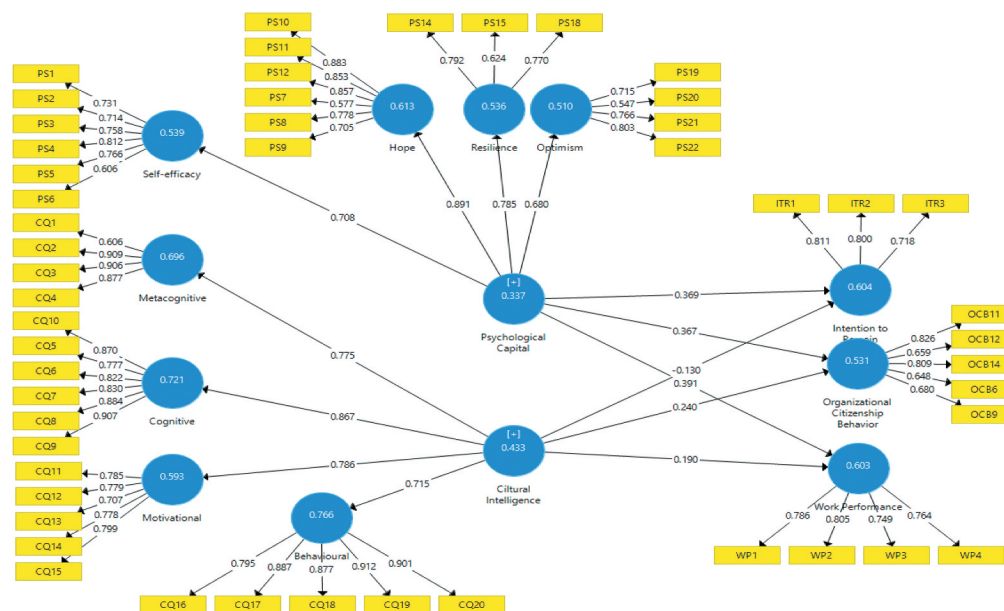 PS10
PS11
PS12
PS7
PS8
PS9
0.883
0.853
0.857
0.577
0.778
0.705
0.613
Hope
PS14
PS15
PS18
0.792
0.624
0.770
0.536
Resilience
0.510
Optimism
0.715
0.547
0.766
0.803
PS19
PS20
PS21
PS22
PS1
PS2
PS3
PS4
PS5
PS6
0.731
0.714
0.758
0.812
0.766
0.606
0.539
Self-efficacy
0.708
0.891
0.785
0.680
CQ1
CQ2
CQ3
CQ4
0.606
0.909
0.906
0.877
0.696
Metacognitive
0.775
[+]
0.337
Psychological
Capital
0.369
0.367
0.391
ITR1
ITR2
ITR3
0.811
0.800
0.718
0.604
Intention to
Remain
CQ10
CQ5
CQ6
CQ7
CQ8
CQ9
0.870
0.777
0.822
0.830
0.884
0.907
0.721
Cognitive
0.867
[+]
0.433
Ciltural
Intelligence
-0.130
0.240
0.190
0.531
Organizational
Citizenship
Behavior
0.826
0.659
0.809
0.648
0.680
OCB11
OCB12
OCB14
OCB6
OCB9
CQ11
CQ12
CQ13
CQ14
CQ15
0.785
0.779
0.707
0.778
0.799
0.593
Motivational
0.786
0.715
0.766
Behavioural
0.795
0.887
0.877
0.912
0.901
CQ16
CQ17
CQ18
CQ19
CQ20
0.603
Work Performance
0.786
0.805
0.749
0.764
WP1
WP2
WP3
WP4